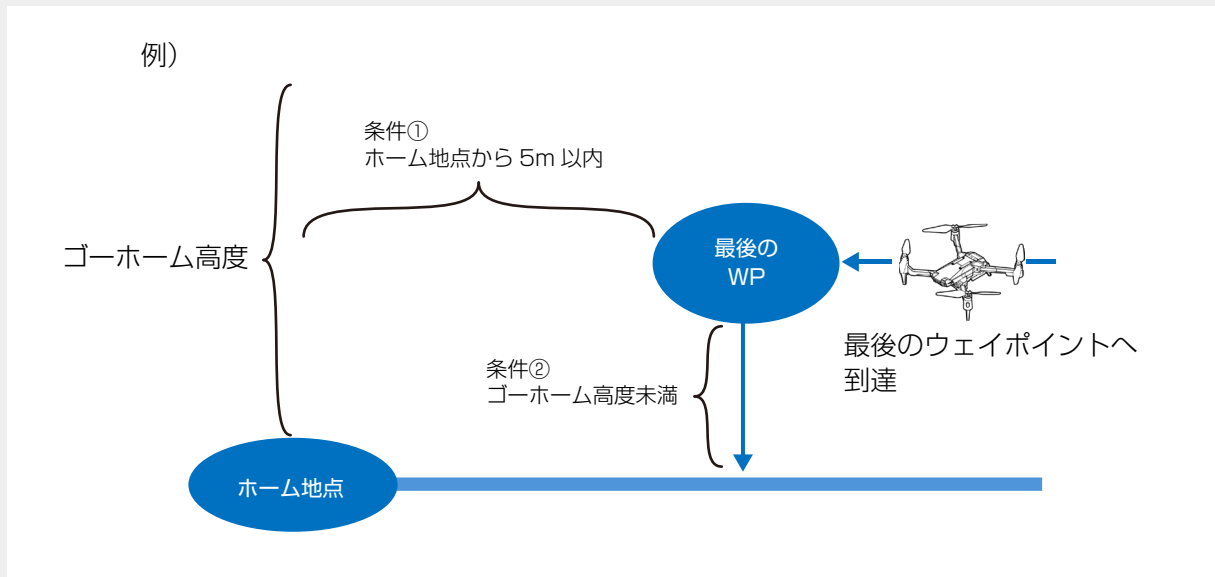 例）
条件①
ホーム地点から 5m 以内
ゴーホーム高度
最後の
WP
最後のウェイポイントへ
到達
条件②
ゴーホーム高度未満
ホーム地点